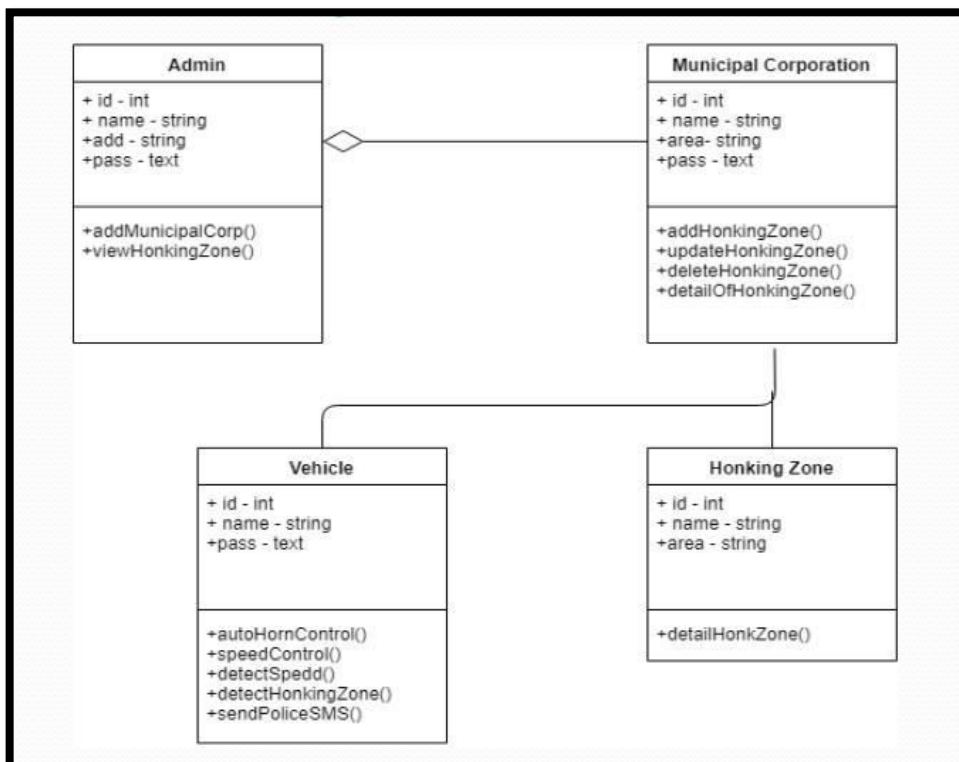 Admin
+ id - int
+ name - string
+add - string
+pass - text
+addMunicipalCorp()
+viewHonkingZone()
Municipal Corporation
+ id - int
+ name - string
+area- string
+pass - text
+addHonkingZone()
+updateHonkingZone()
+deleteHonkingZone()
+detailOfHonkingZone()
Vehicle
+ id - int
+ name - string
+pass - text
+autoHornControl()
+speedControl()
+detectSpedd()
+detectHonkingZone()
+sendPoliceSMS()
Honking Zone
+ id - int
+ name - string
+area - string
+detailHonkZone()